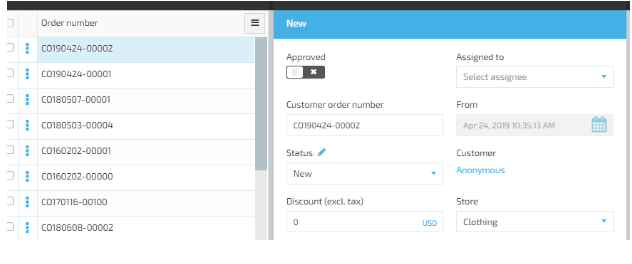 Order number
CO190424-00002
CO190424-00001
CO180507-00001
CO180503-00004
CO160202-00001
CO160202-00000
CO170116-00100
CO180608-00002
New
Approved
Assigned to
Select assignee
Customer order number
From
CO190424-00002
Apr 24, 2019 10:35:13 AM
Status
Customer
New
Anonymous
Discount (excl. tax)
Store
0 USD
Clothing